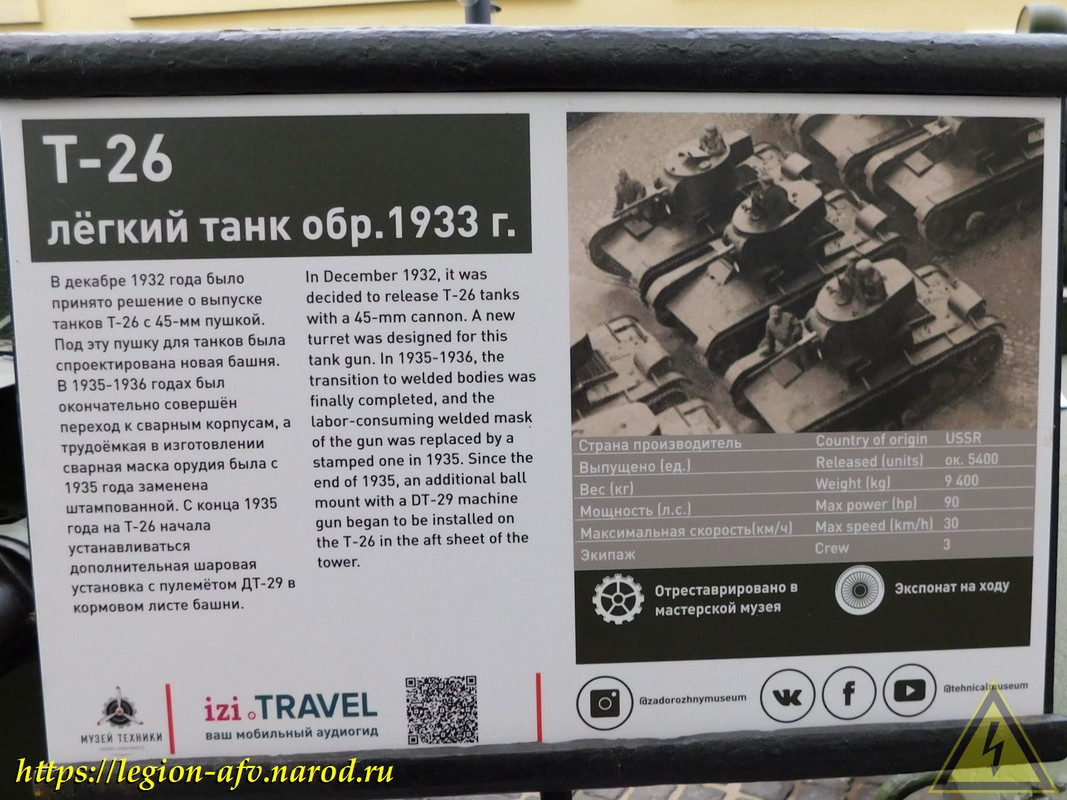 Т-26
лёгкий танк обр.1933 г.
В декабре 1932 года было
принято решение о выпуске
танков Т-26 с 45-мм пушкой.
Под эту пушку для танков была
спроектирована новая башня.
В 1935-1936 годах был
окончательно совершён
переход к сварным корпусам, а
трудоёмкая в изготовлении
сварная маска орудия была с
1935 года заменена
штампованной. С конца 1935
года на Т-26 начала
устанавливаться
дополнительная шаровая
установка с пулемётом ДТ-29 в
кормовом листе башни.
In December 1932, it was
decided to release T-26 tanks
with a 45-mm cannon. A new
turret was designed for this
tank gun. In 1935-1936, the
transition to welded bodies was
finally completed, and the
labor-consuming welded mask
of the gun was replaced by a
stamped one in 1935. Since the
end of 1935, an additional ball
mount with a DT-29 machine
gun began to be installed on
the T-26 in the aft sheet of the
tower.
Страна производитель Country of origin USSR
Выпущено (ед.) Released (units) ок. 5400
Вес (кг) Weight (kg) 9 400
Мощность (л.с.) Max power (hp) 90
Максимальная скорость(км/ч) Max speed (km/h) 30
Экипаж Crew 3
Отреставрировано в
мастерской музея
Экспонат на ходу
МУЗЕЙ ТЕХНИКИ
izi.TRAVEL
ваш мобильный аудиогид
@zadorozhnymuseum
@tehnicalmuseum
https://legion-afv.narod.ru